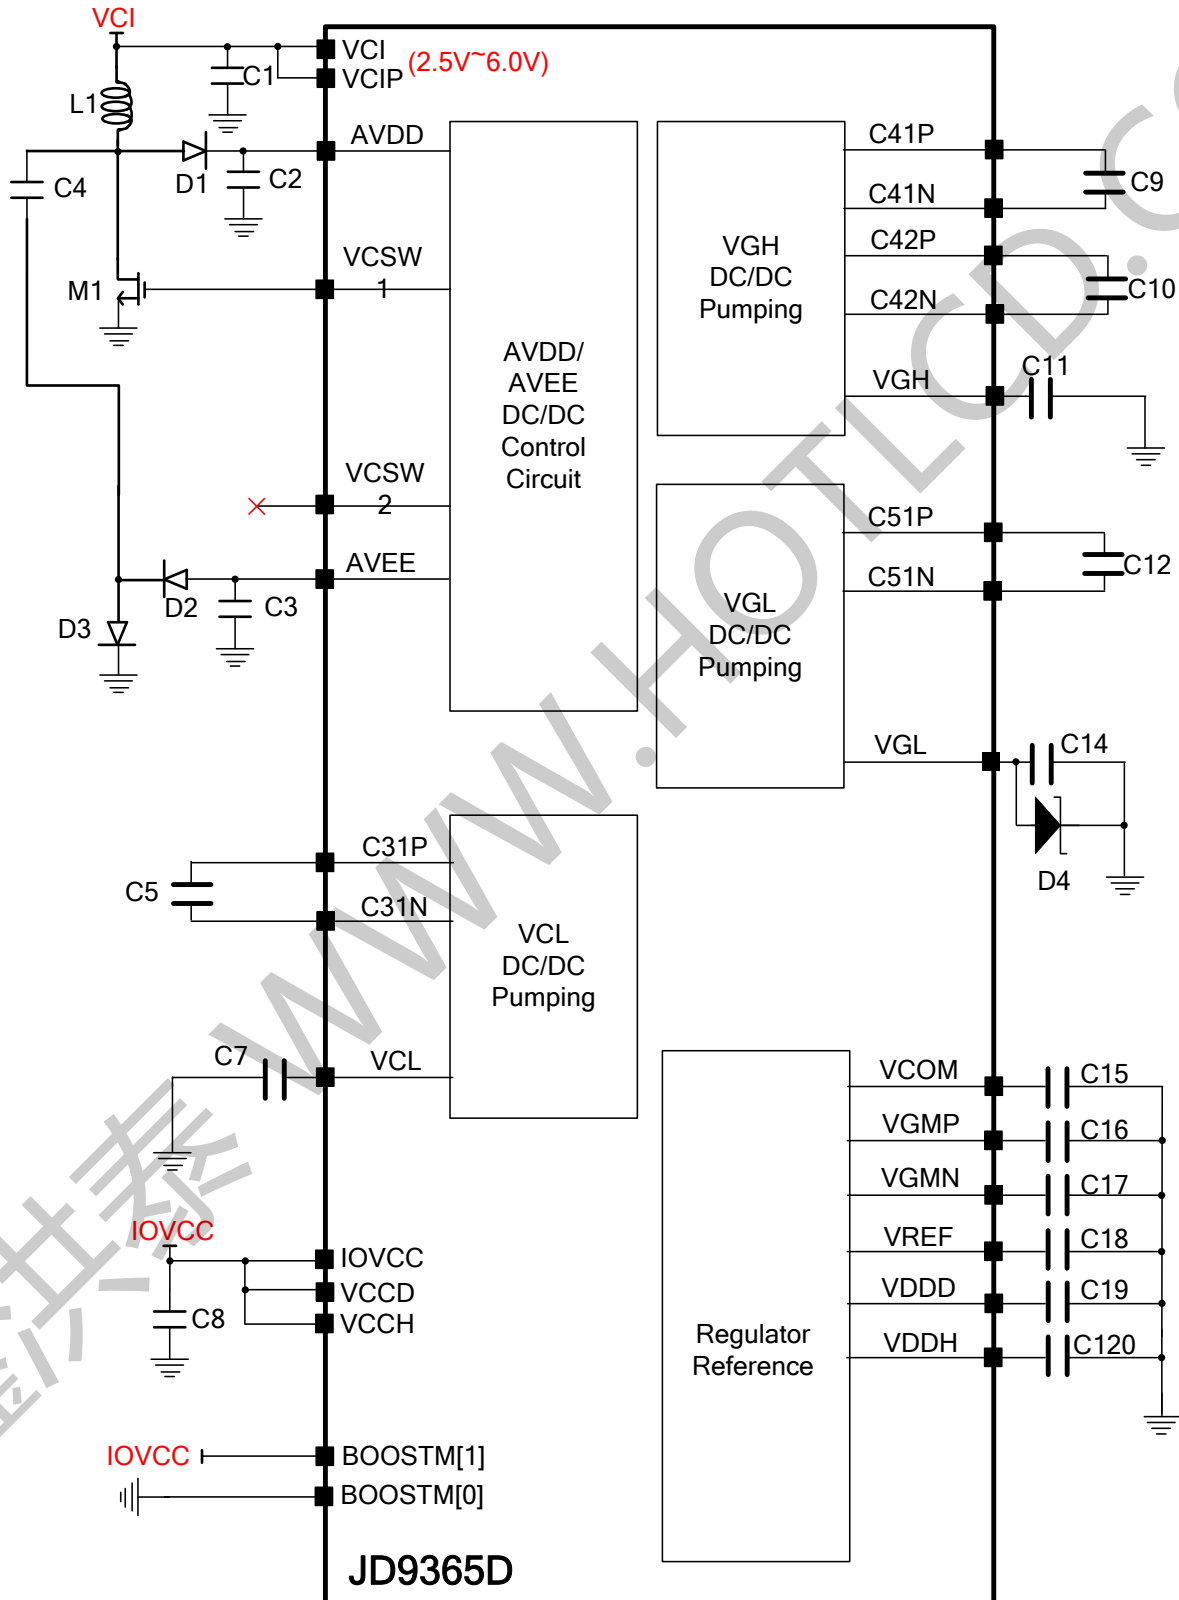 VCI
VCI
VCIP
(2.5V~6.0V)
L1
C1
AVDD
D1
C2
C4
VCSW
1
M1
AVDD/
AVEE
DC/DC
Control
Circuit
VCSW
2
AVEE
D2
C3
D3
C41P
C41N
C9
VGH
DC/DC
Pumping
C42P
C42N
C10
VGH
C11
C51P
C51N
C12
VGL
DC/DC
Pumping
VGL
C14
D4
C31P
C5
C31N
VCL
DC/DC
Pumping
C7
VCL
VCOM
C15
VGMP
C16
VGMN
C17
VREF
C18
VDDD
C19
VDDH
C120
Regulator
Reference
IOVCC
IOVCC
VCCD
VCCH
C8
IOVCC
BOOSTM[1]
BOOSTM[0]
JD9365D
洪泰 WWW.HOTLCD.C